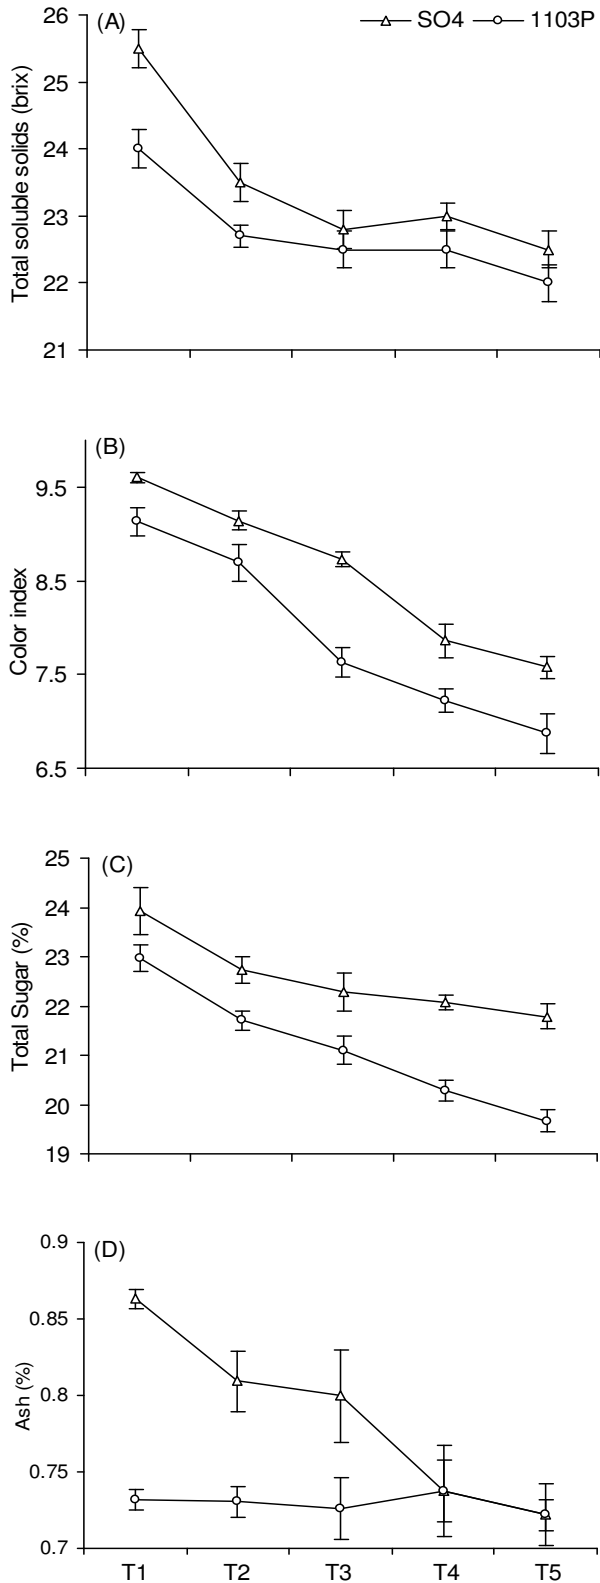 (A)
SO4 1103P
Total soluble solids (brix)
26
25
24
23
22
21
(B)
Color index
9.5
8.5
7.5
6.5
(C)
Total Sugar (%)
25
24
23
22
21
20
19
(D)
Ash (%)
0.9
0.85
0.8
0.75
0.7
T1 T2 T3 T4 T5